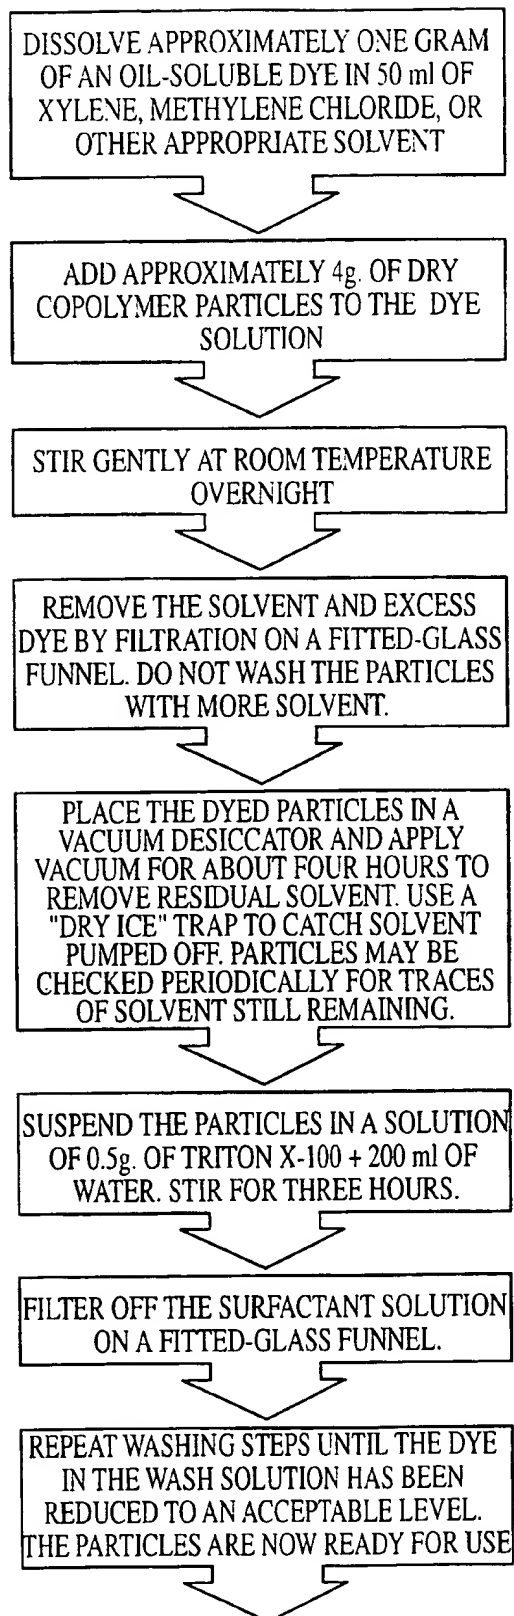 DISSOLVE APPROXIMATELY ONE GRAM
OF AN OIL-SOLUBLE DYE IN 50 ml OF
XYLENE, METHYLENE CHLORIDE, OR
OTHER APPROPRIATE SOLVENT
ADD APPROXIMATELY 4g. OF DRY
COPOLYMER PARTICLES TO THE DYE
SOLUTION
STIR GENTLY AT ROOM TEMPERATURE
OVERNIGHT
REMOVE THE SOLVENT AND EXCESS
DYE BY FILTRATION ON A FITTED-GLASS
FUNNEL. DO NOT WASH THE PARTICLES
WITH MORE SOLVENT.
PLACE THE DYED PARTICLES IN A
VACUUM DESICCATOR AND APPLY
VACUUM FOR ABOUT FOUR HOURS TO
REMOVE RESIDUAL SOLVENT. USE A
"DRY ICE" TRAP TO CATCH SOLVENT
PUMPED OFF. PARTICLES MAY BE
CHECKED PERIODICALLY FOR TRACES
OF SOLVENT STILL REMAINING.
SUSPEND THE PARTICLES IN A SOLUTION
OF 0.5g. OF TRITON X-100 + 200 ml OF
WATER. STIR FOR THREE HOURS.
FILTER OFF THE SURFACTANT SOLUTION
ON A FITTED-GLASS FUNNEL.
REPEAT WASHING STEPS UNTIL THE DYE
IN THE WASH SOLUTION HAS BEEN
REDUCED TO AN ACCEPTABLE LEVEL.
THE PARTICLES ARE NOW READY FOR USE